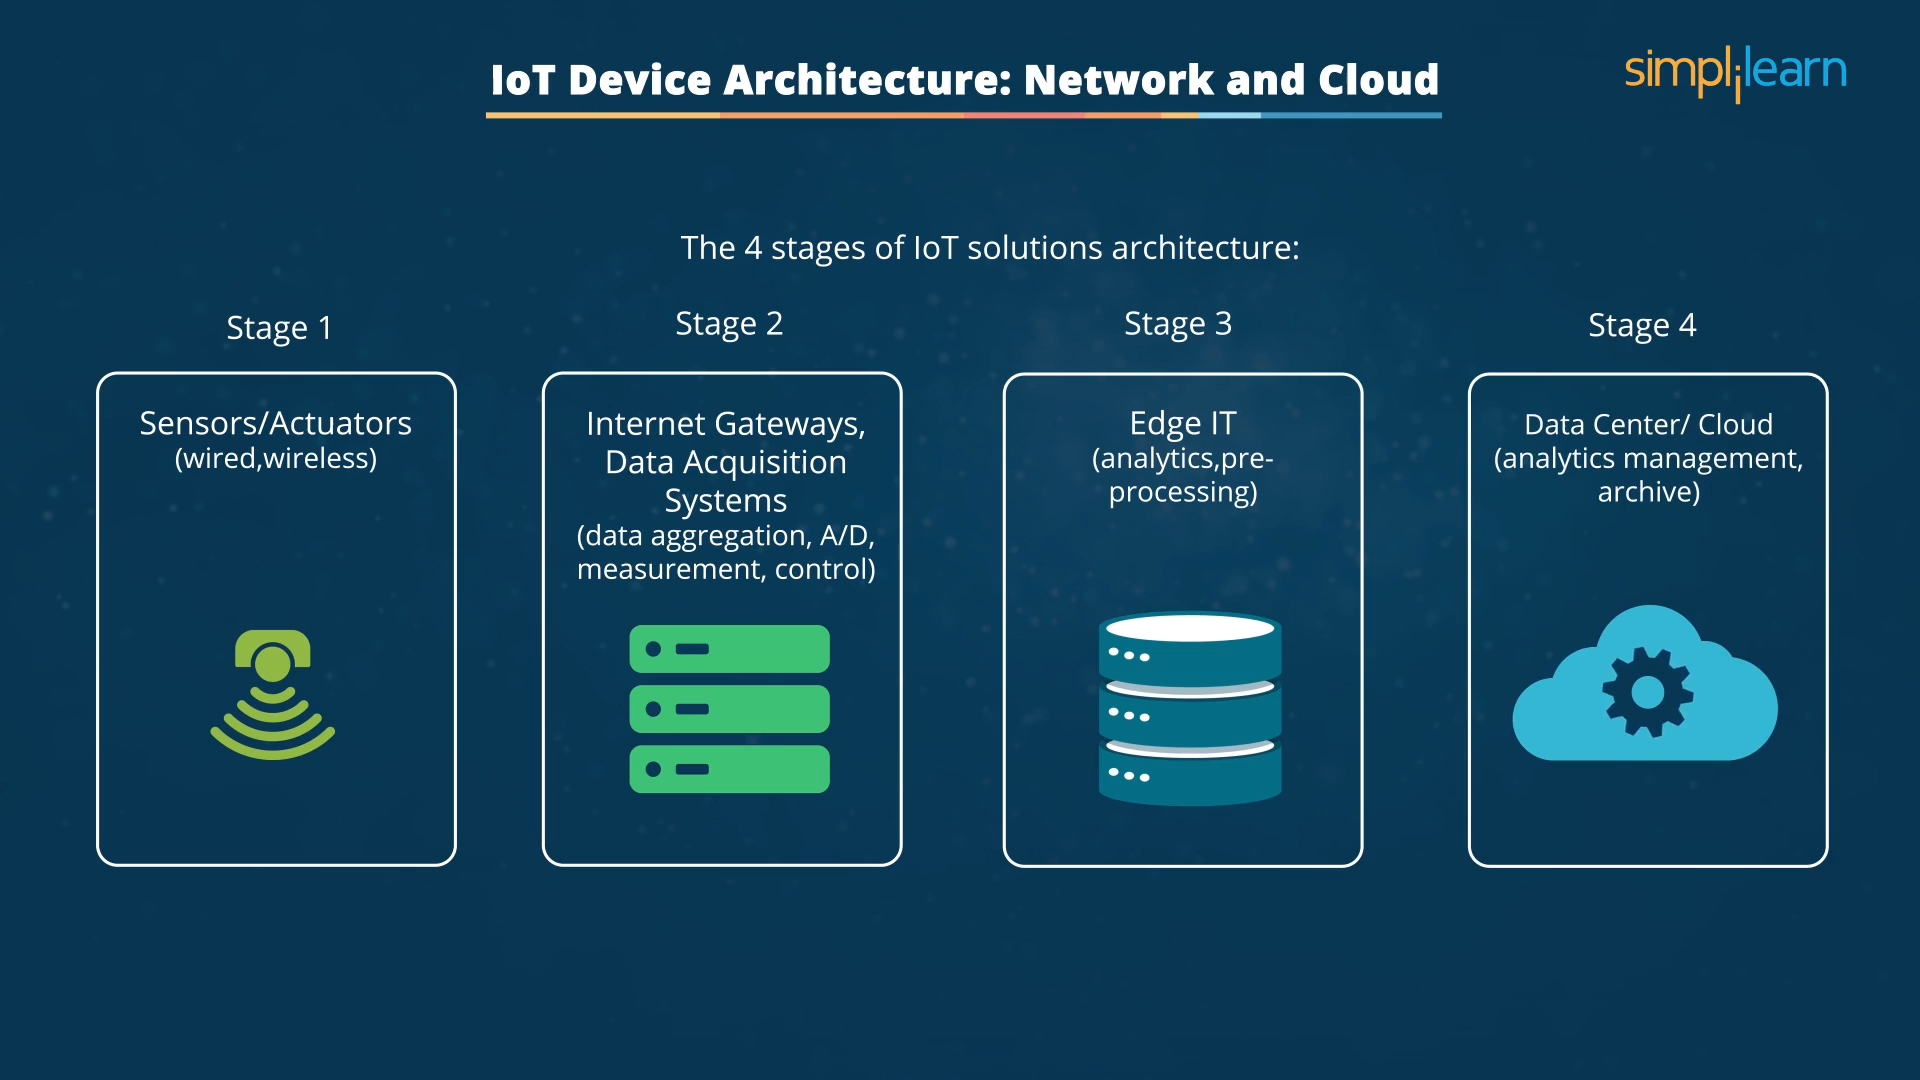 IoT Device Architecture: Network and Cloud
simplilearn
The 4 stages of IoT solutions architecture:
Stage 1
Sensors/Actuators
(wired,wireless)
Stage 2
Internet Gateways,
Data Acquisition
Systems
(data aggregation, A/D,
measurement, control)
Stage 3
Edge IT
(analytics,pre-
processing)
Stage 4
Data Center/ Cloud
(analytics management,
archive)